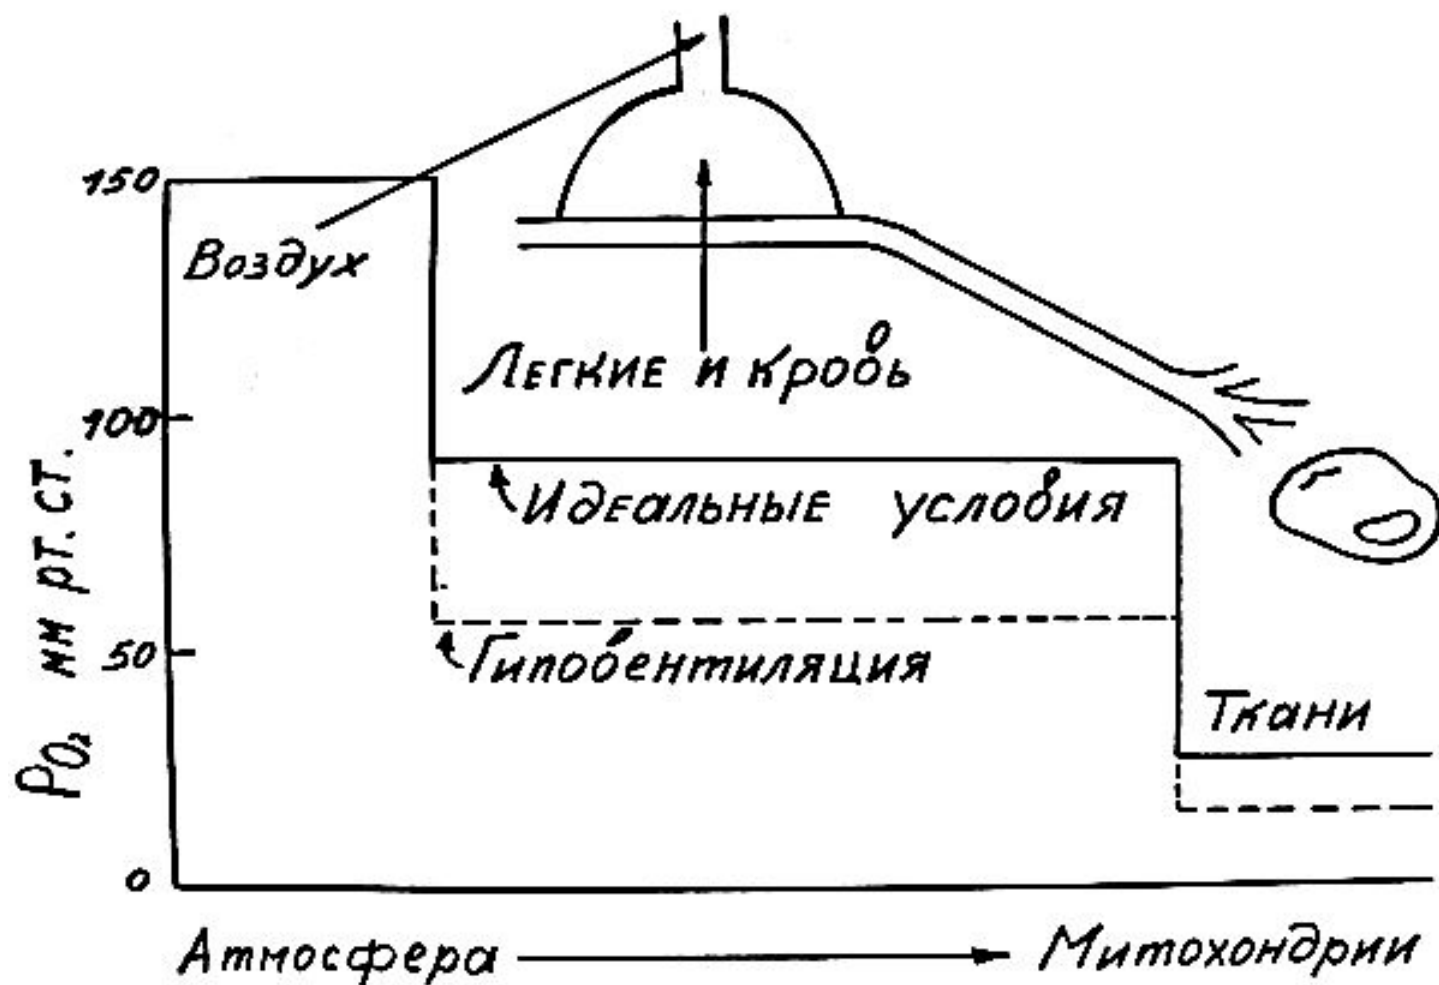 150
Воздух
Легкие и кровь
100
Идеальные условия
50
Гиповентиляция
Ткани
PO₂ мм рт. ст.
0
Атмосфера
Митохондрии